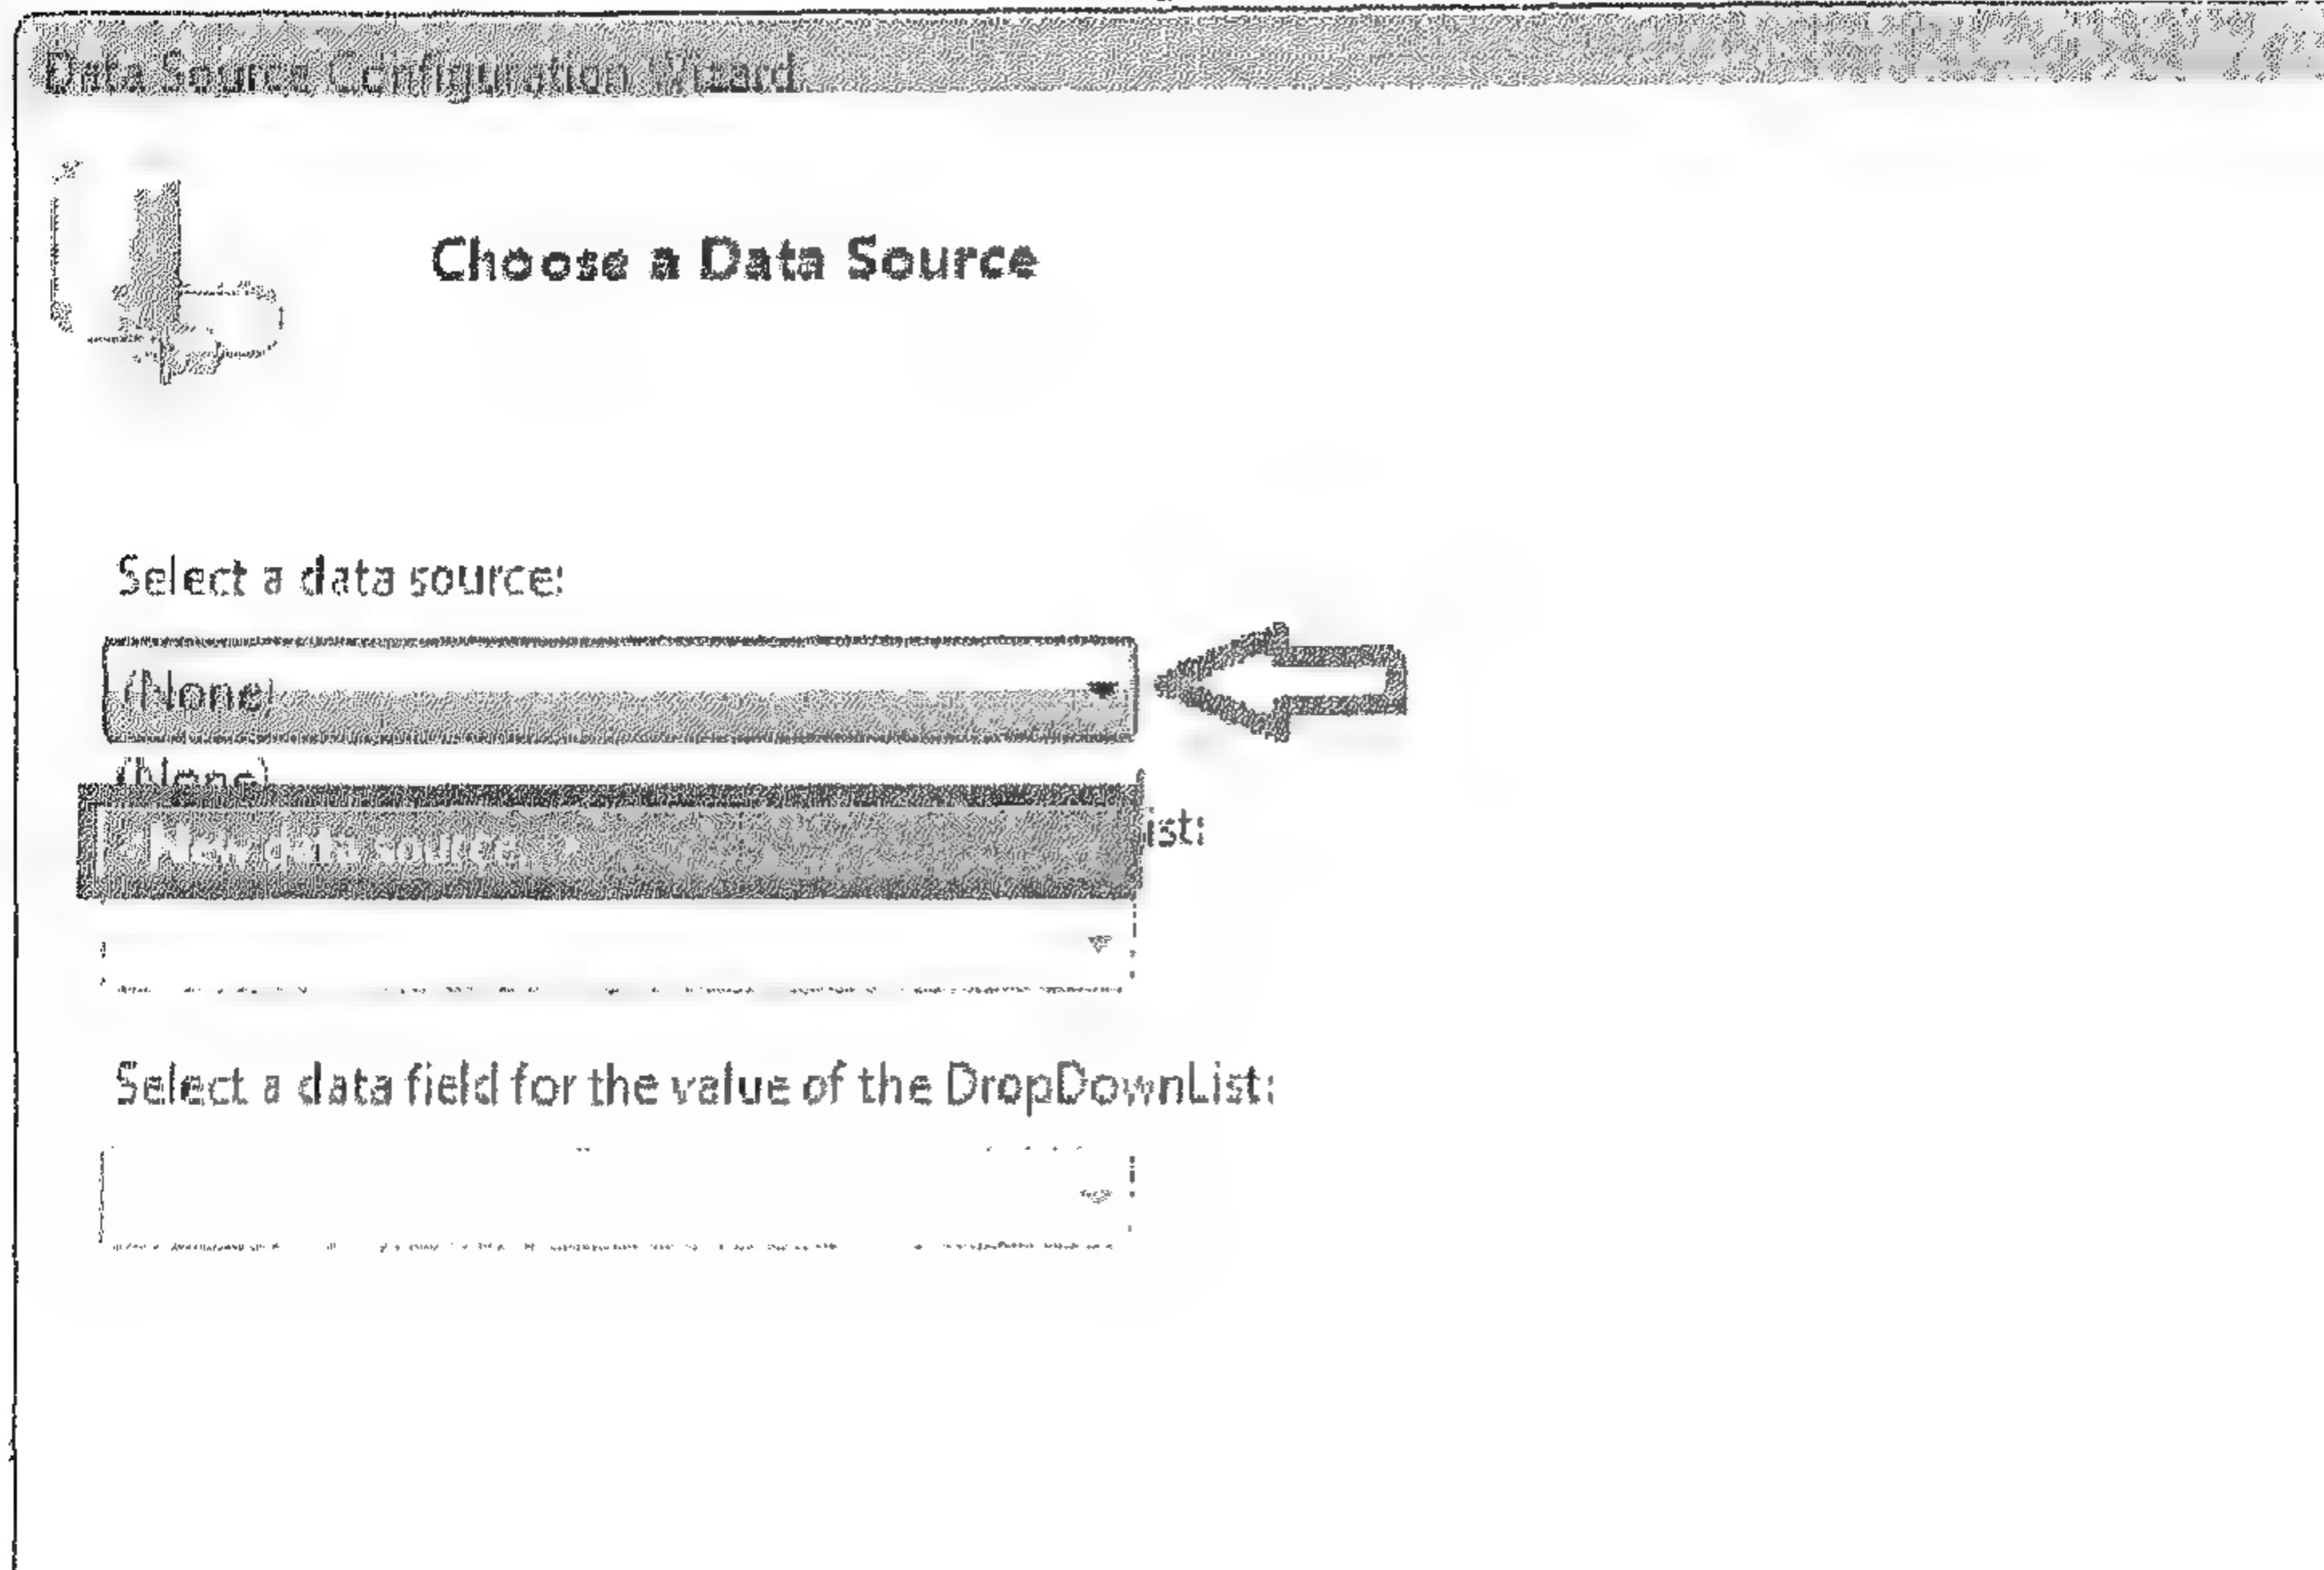 Data Source Configuration Wizard
Choose a Data Source
Select a data source:
(None)
(None)
<New data source...>
ist:
Select a data field for the value of the DropDownList: